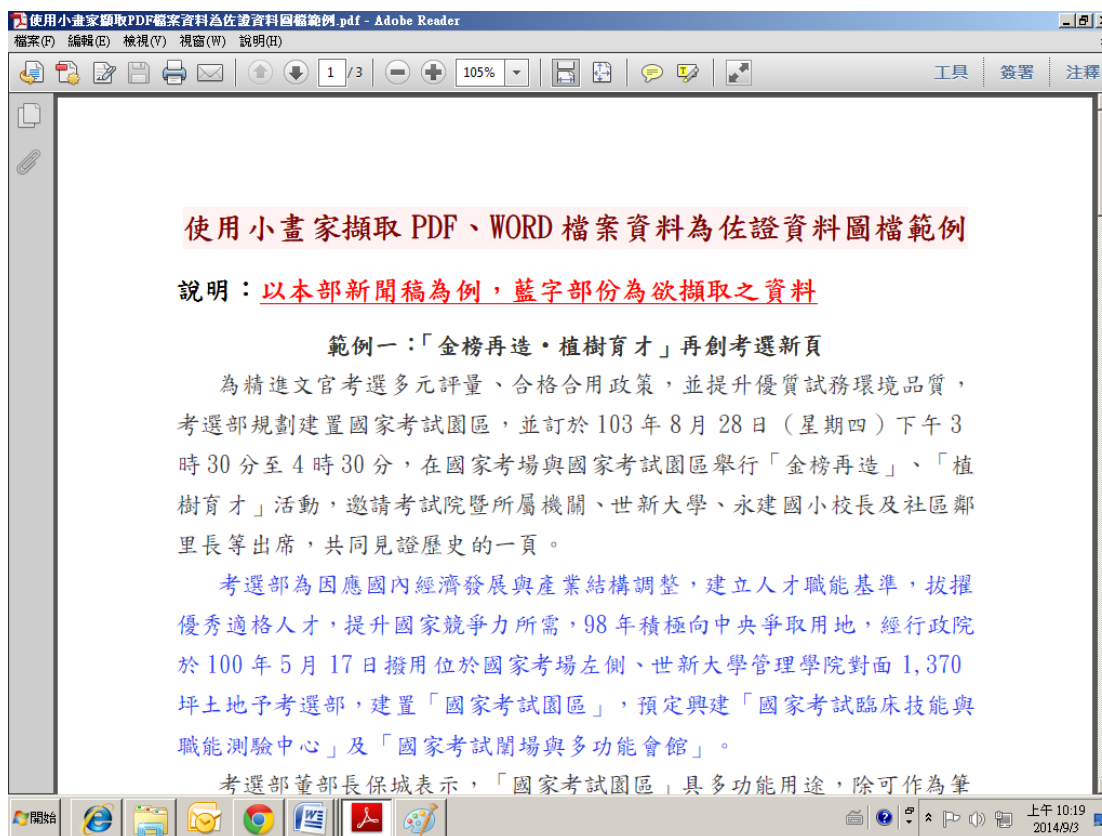 使用小畫家擷取PDF檔案資料為佐證資料圖檔範例.pdf - Adobe Reader
檔案(F) 編輯(E) 檢視(V) 視窗(W) 說明(H)
1 / 3 105% 工具 簽署 注釋
使用小畫家擷取 PDF、WORD 檔案資料為佐證資料圖檔範例
說明：以本部新聞稿為例，藍字部份為欲擷取之資料
範例一：「金榜再造‧植樹育才」再創考選新頁
為精進文官考選多元評量、合格合用政策，並提升優質試務環境品質，
考選部規劃建置國家考試園區，並訂於 103 年 8 月 28 日（星期四）下午 3
時 30 分至 4 時 30 分，在國家考場與國家考試園區舉行「金榜再造」、「植
樹育才」活動，邀請考試院暨所屬機關、世新大學、永建國小校長及社區鄰
里長等出席，共同見證歷史的一頁。
考選部為因應國內經濟發展與產業結構調整，建立人才職能基準，拔擢
優秀適格人才，提升國家競爭力所需，98 年積極向中央爭取用地，經行政院
於 100 年 5 月 17 日撥用位於國家考場左側、世新大學管理學院對面 1,370
坪土地予考選部，建置「國家考試園區」，預定興建「國家考試臨床技能與
職能測驗中心」及「國家考試闈場與多功能會館」。
考選部董部長保城表示，「國家考試園區」具多功能用途，除可作為筆
開始 上午 10:19
2014/9/3